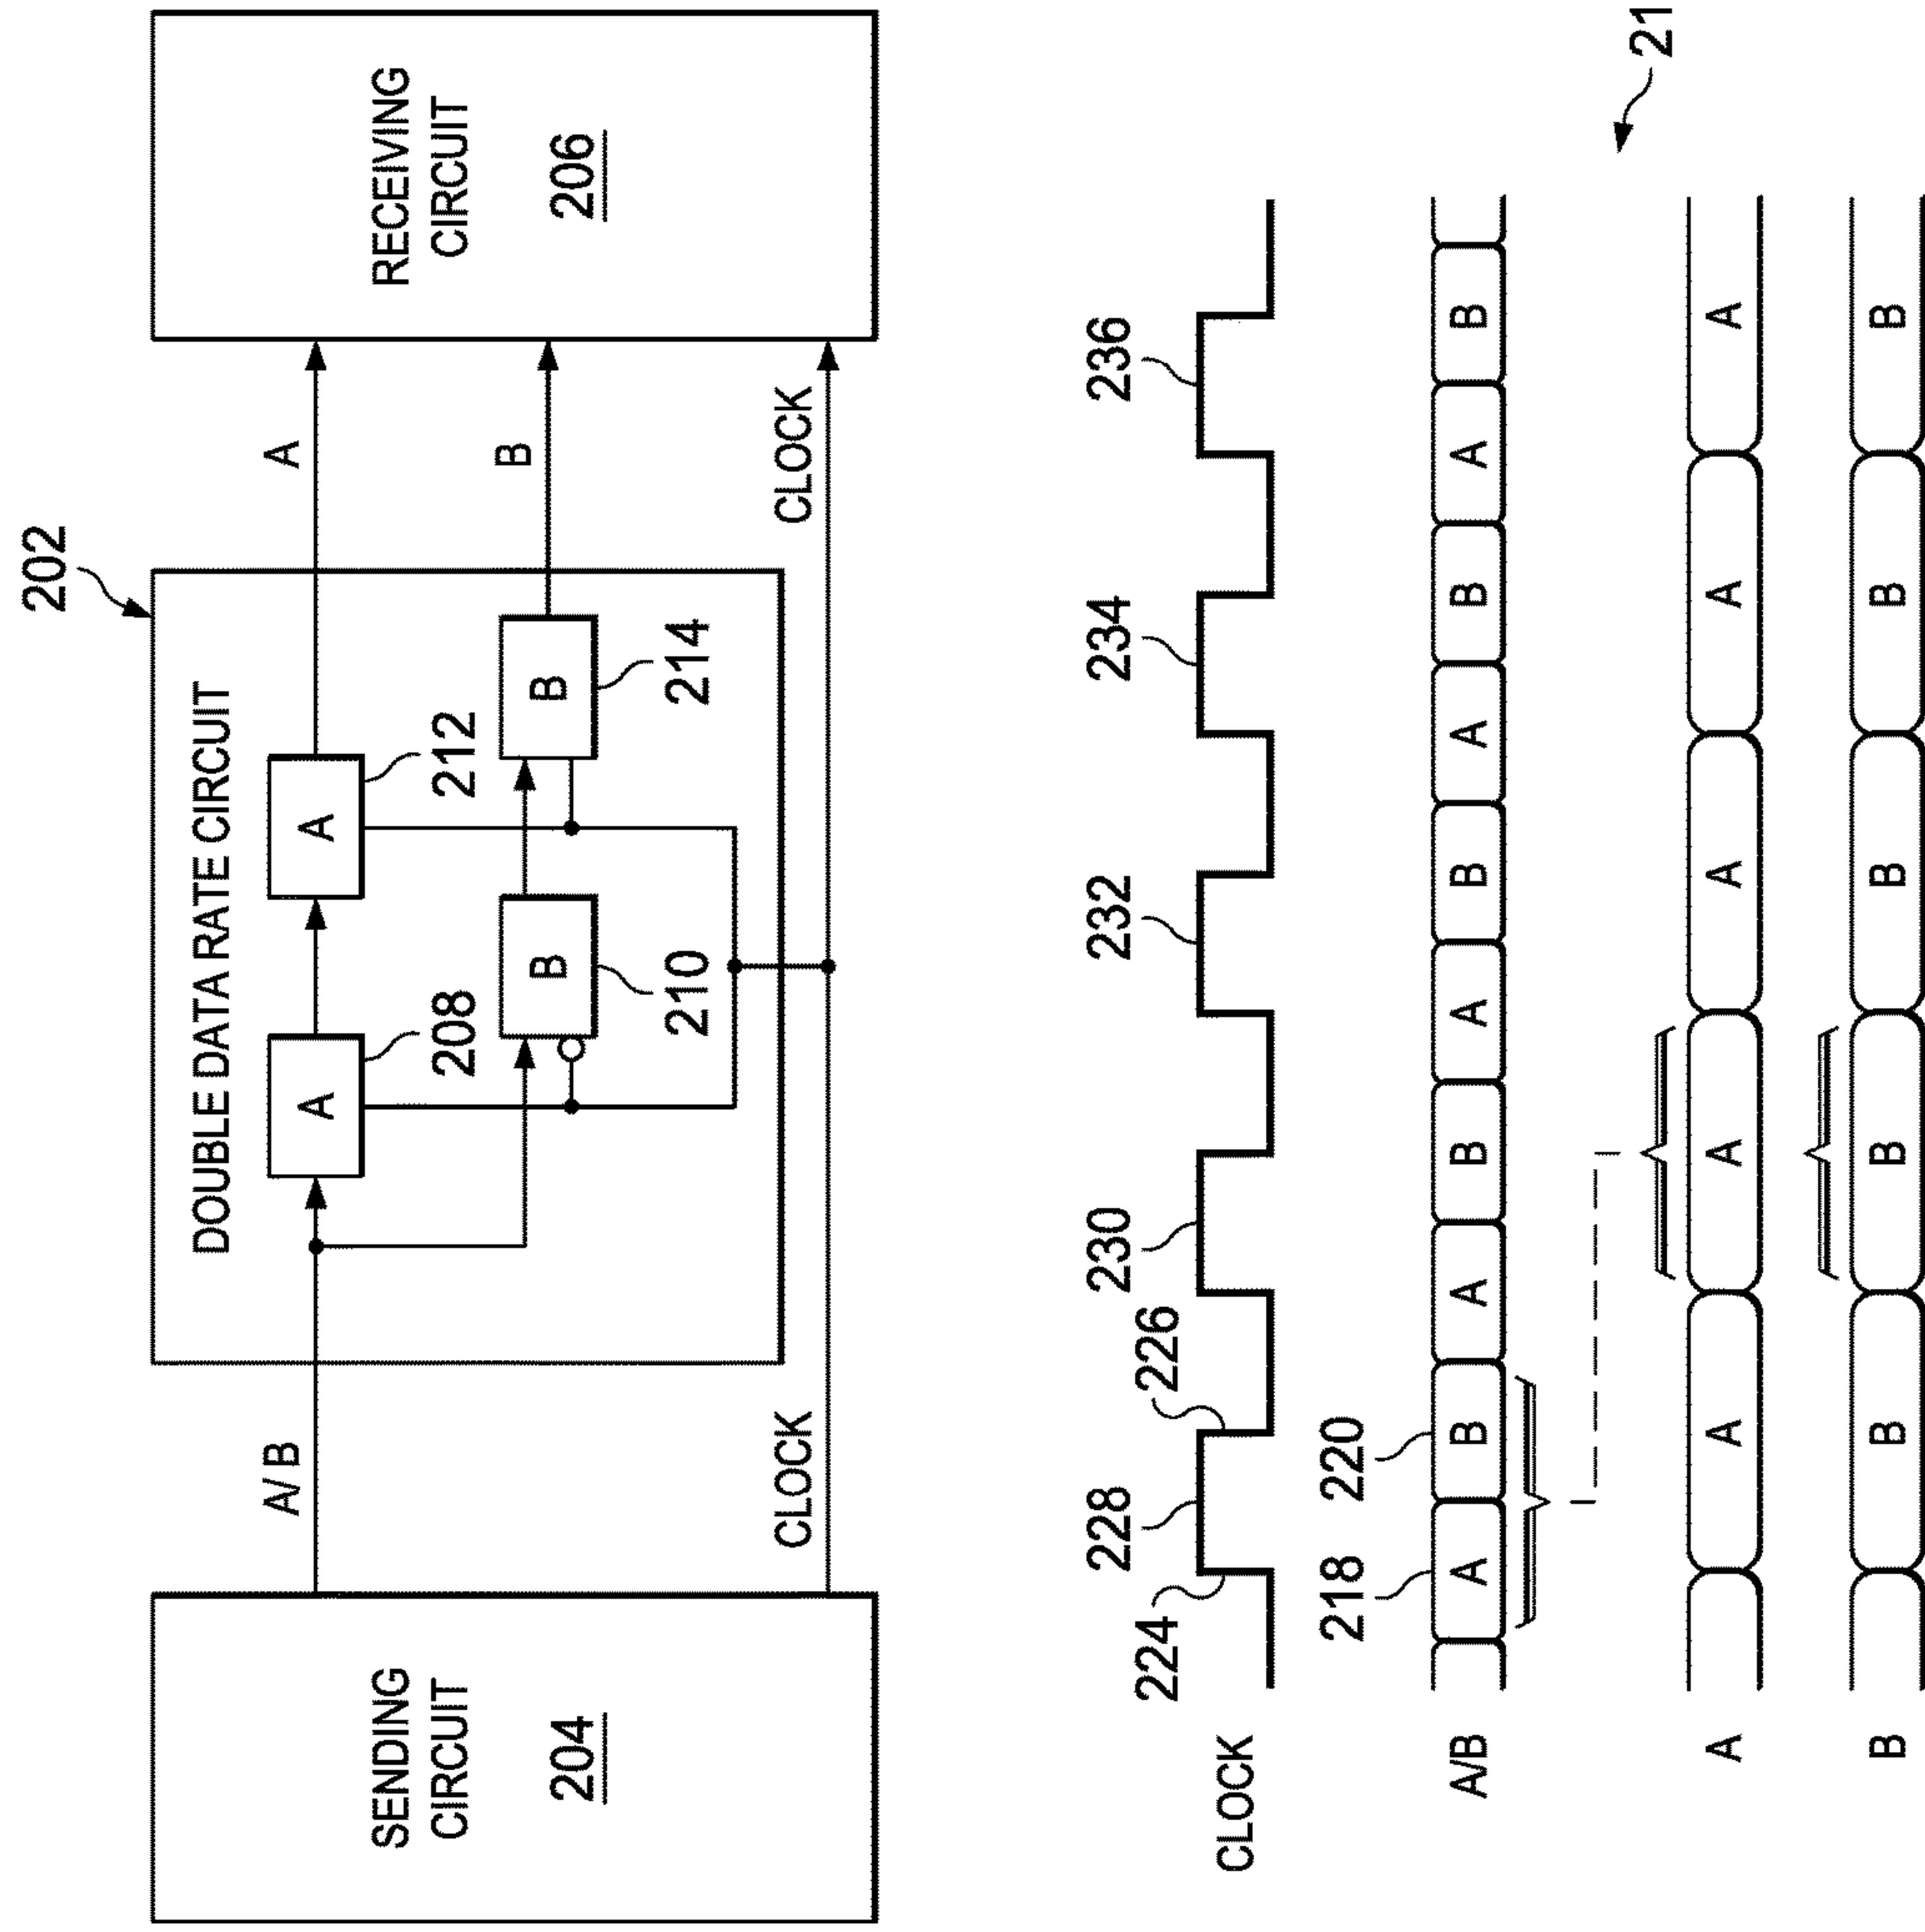 202
SENDING
CIRCUIT
204
A/B
CLOCK
DOUBLE DATA RATE CIRCUIT
A
208
A
212
B
210
B
214
A
B
CLOCK
RECEIVING
CIRCUIT
206
CLOCK
224
228
226
230
232
234
236
A/B
218
220
A
B
A
B
A
B
A
B
A
B
21
A
A
A
A
A
A
B
B
B
B
B
B